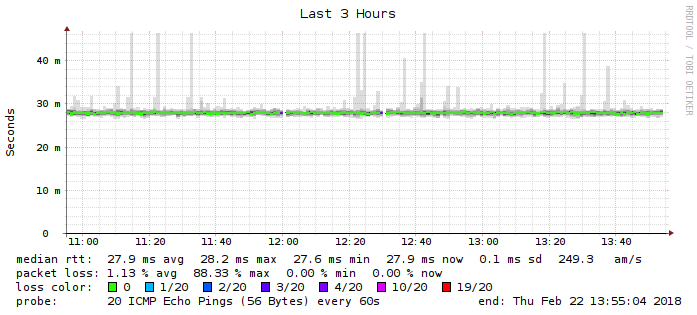 Last 3 Hours
RRDTOOL / TOBI OETIKER
Seconds
40 m
30 m
20 m
10 m
0
11:00 11:20 11:40 12:00 12:20 12:40 13:00 13:20 13:40
median rtt: 27.9 ms avg 28.2 ms max 27.6 ms min 27.9 ms now 0.1 ms sd 249.3 am/s
packet loss: 1.13 % avg 88.33 % max 0.00 % min 0.00 % now
loss color: 0 1/20 2/20 3/20 4/20 10/20 19/20
probe: 20 ICMP Echo Pings (56 Bytes) every 60s end: Thu Feb 22 13:55:04 2018